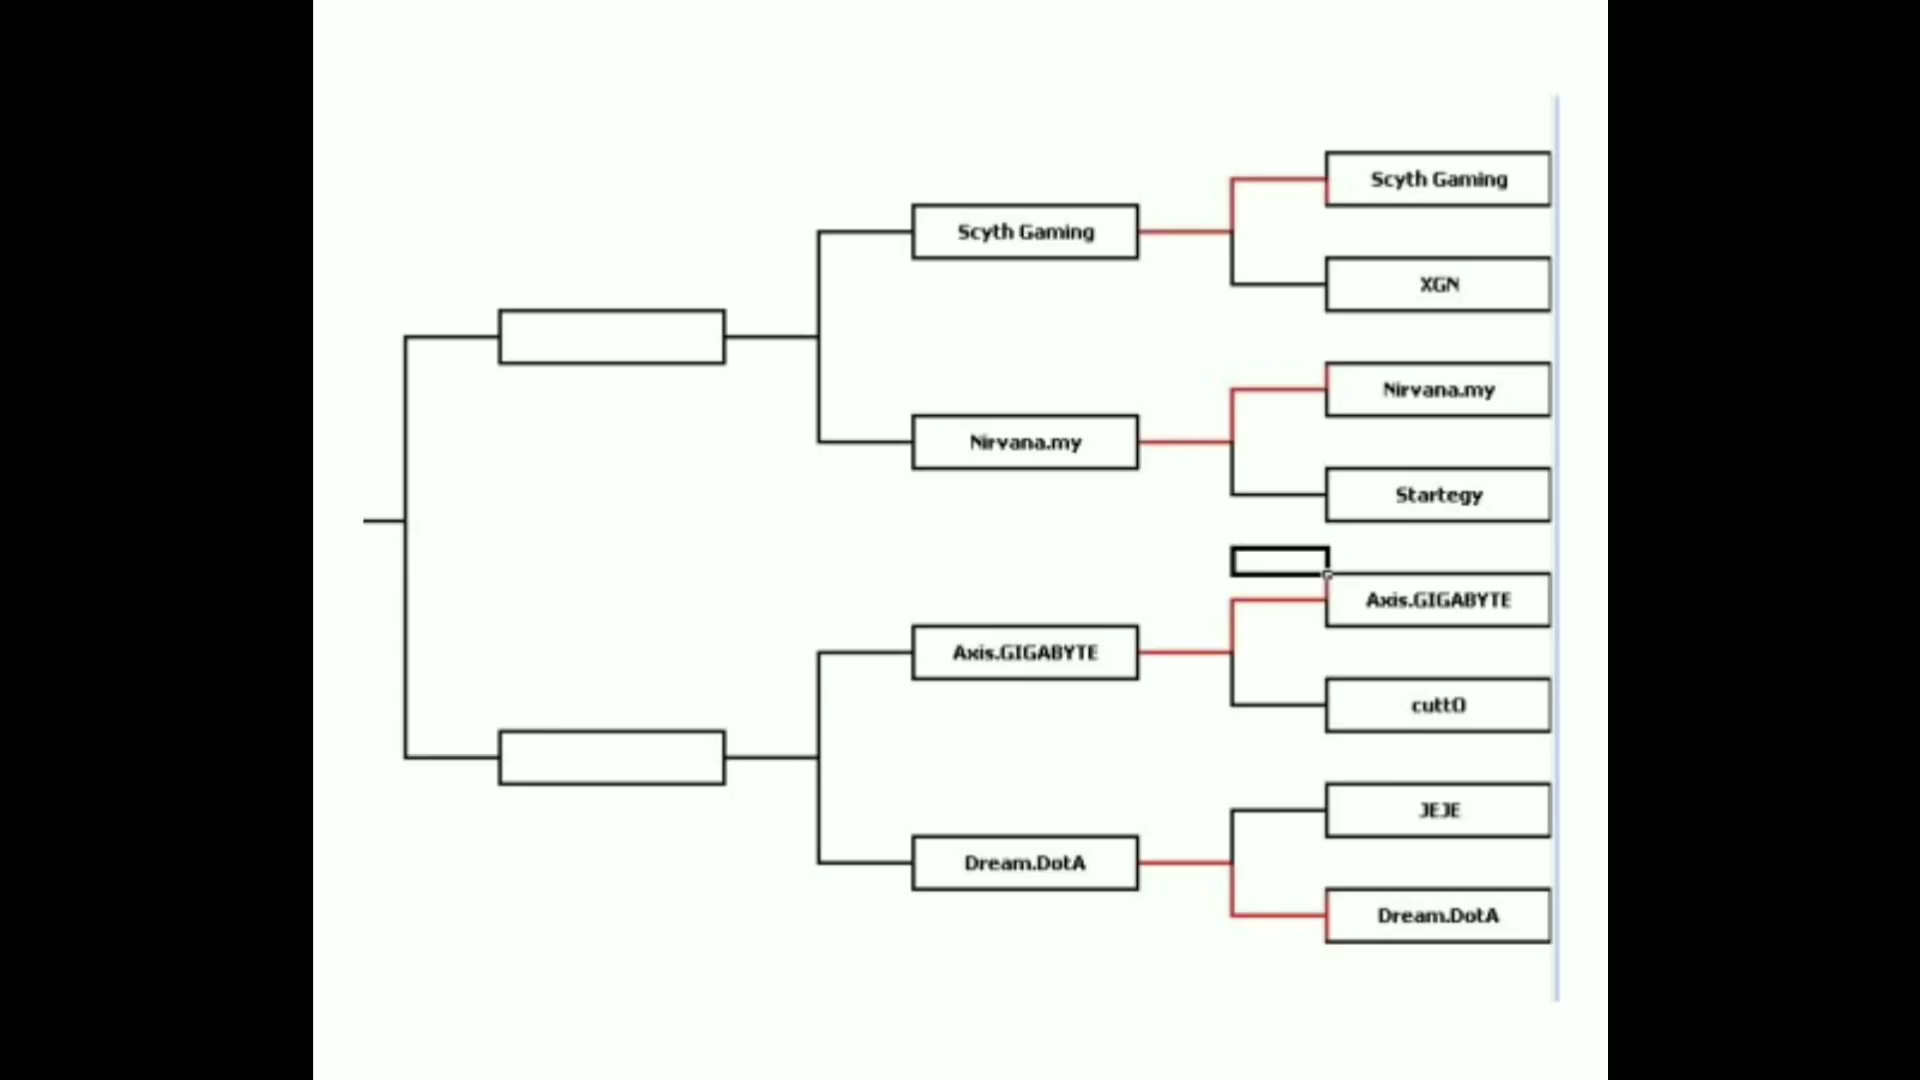 Scyth Gaming
Scyth Gaming
XGN
Nirvana.my
Nirvana.my
Startegy
Axis.GIGABYTE
Axis.GIGABYTE
cuttO
JEJE
Dream.DotA
Dream.DotA